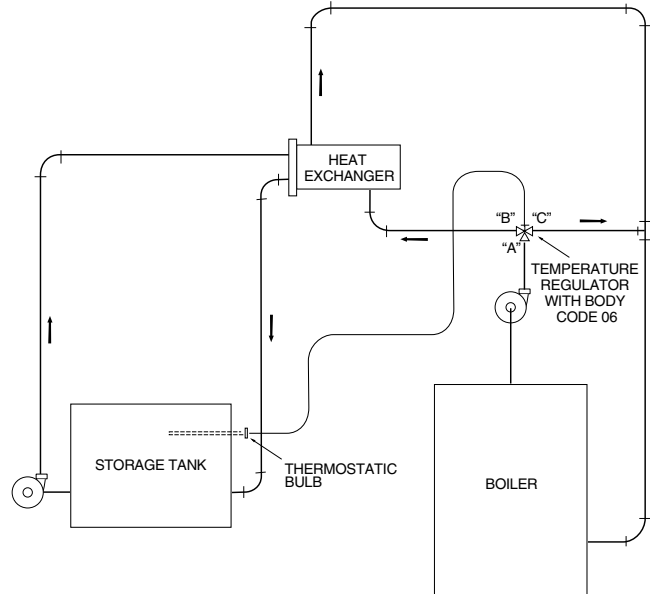 HEAT
EXCHANGER
“B”
“C”
“A”
TEMPERATURE
REGULATOR
WITH BODY
CODE 06
STORAGE TANK
THERMOSTATIC
BULB
BOILER